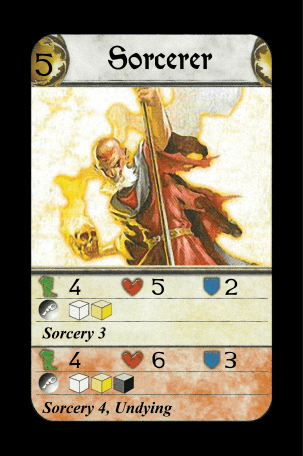 Sorcerer
5
4 5 2
Sorcery 3
4 6 3
Sorcery 4, Undying